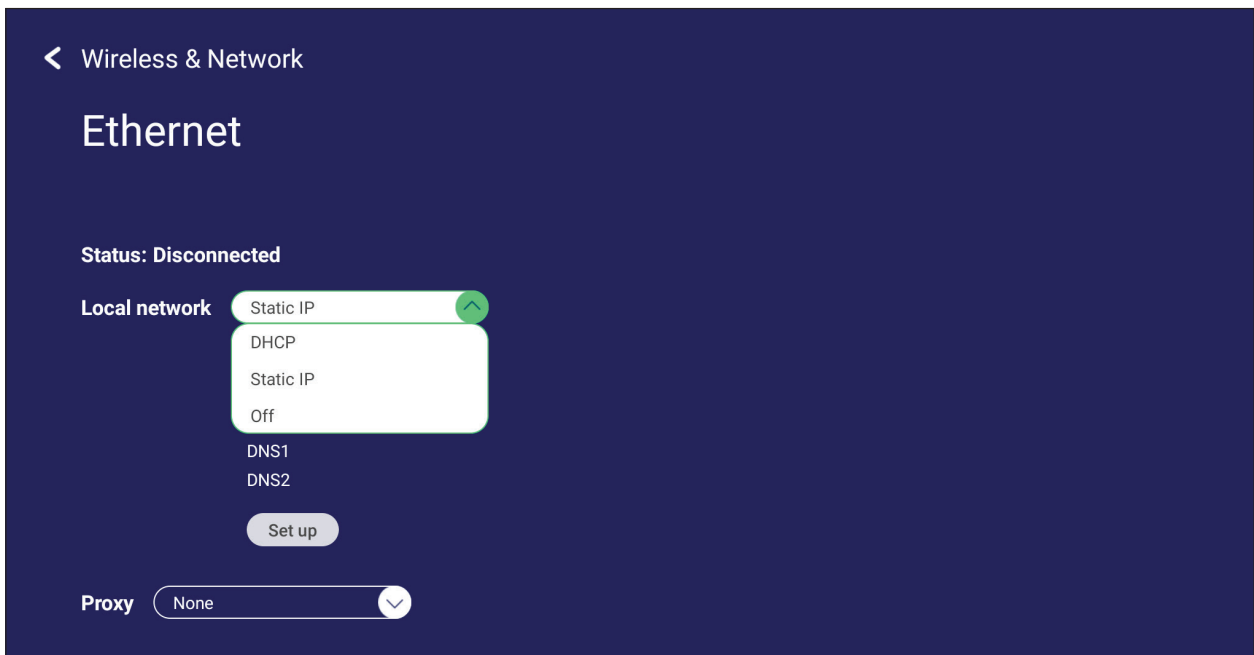 Wireless & Network
Ethernet
Status: Disconnected
Local network Static IP
DHCP
Static IP
Off
DNS1
DNS2
Set up
Proxy None